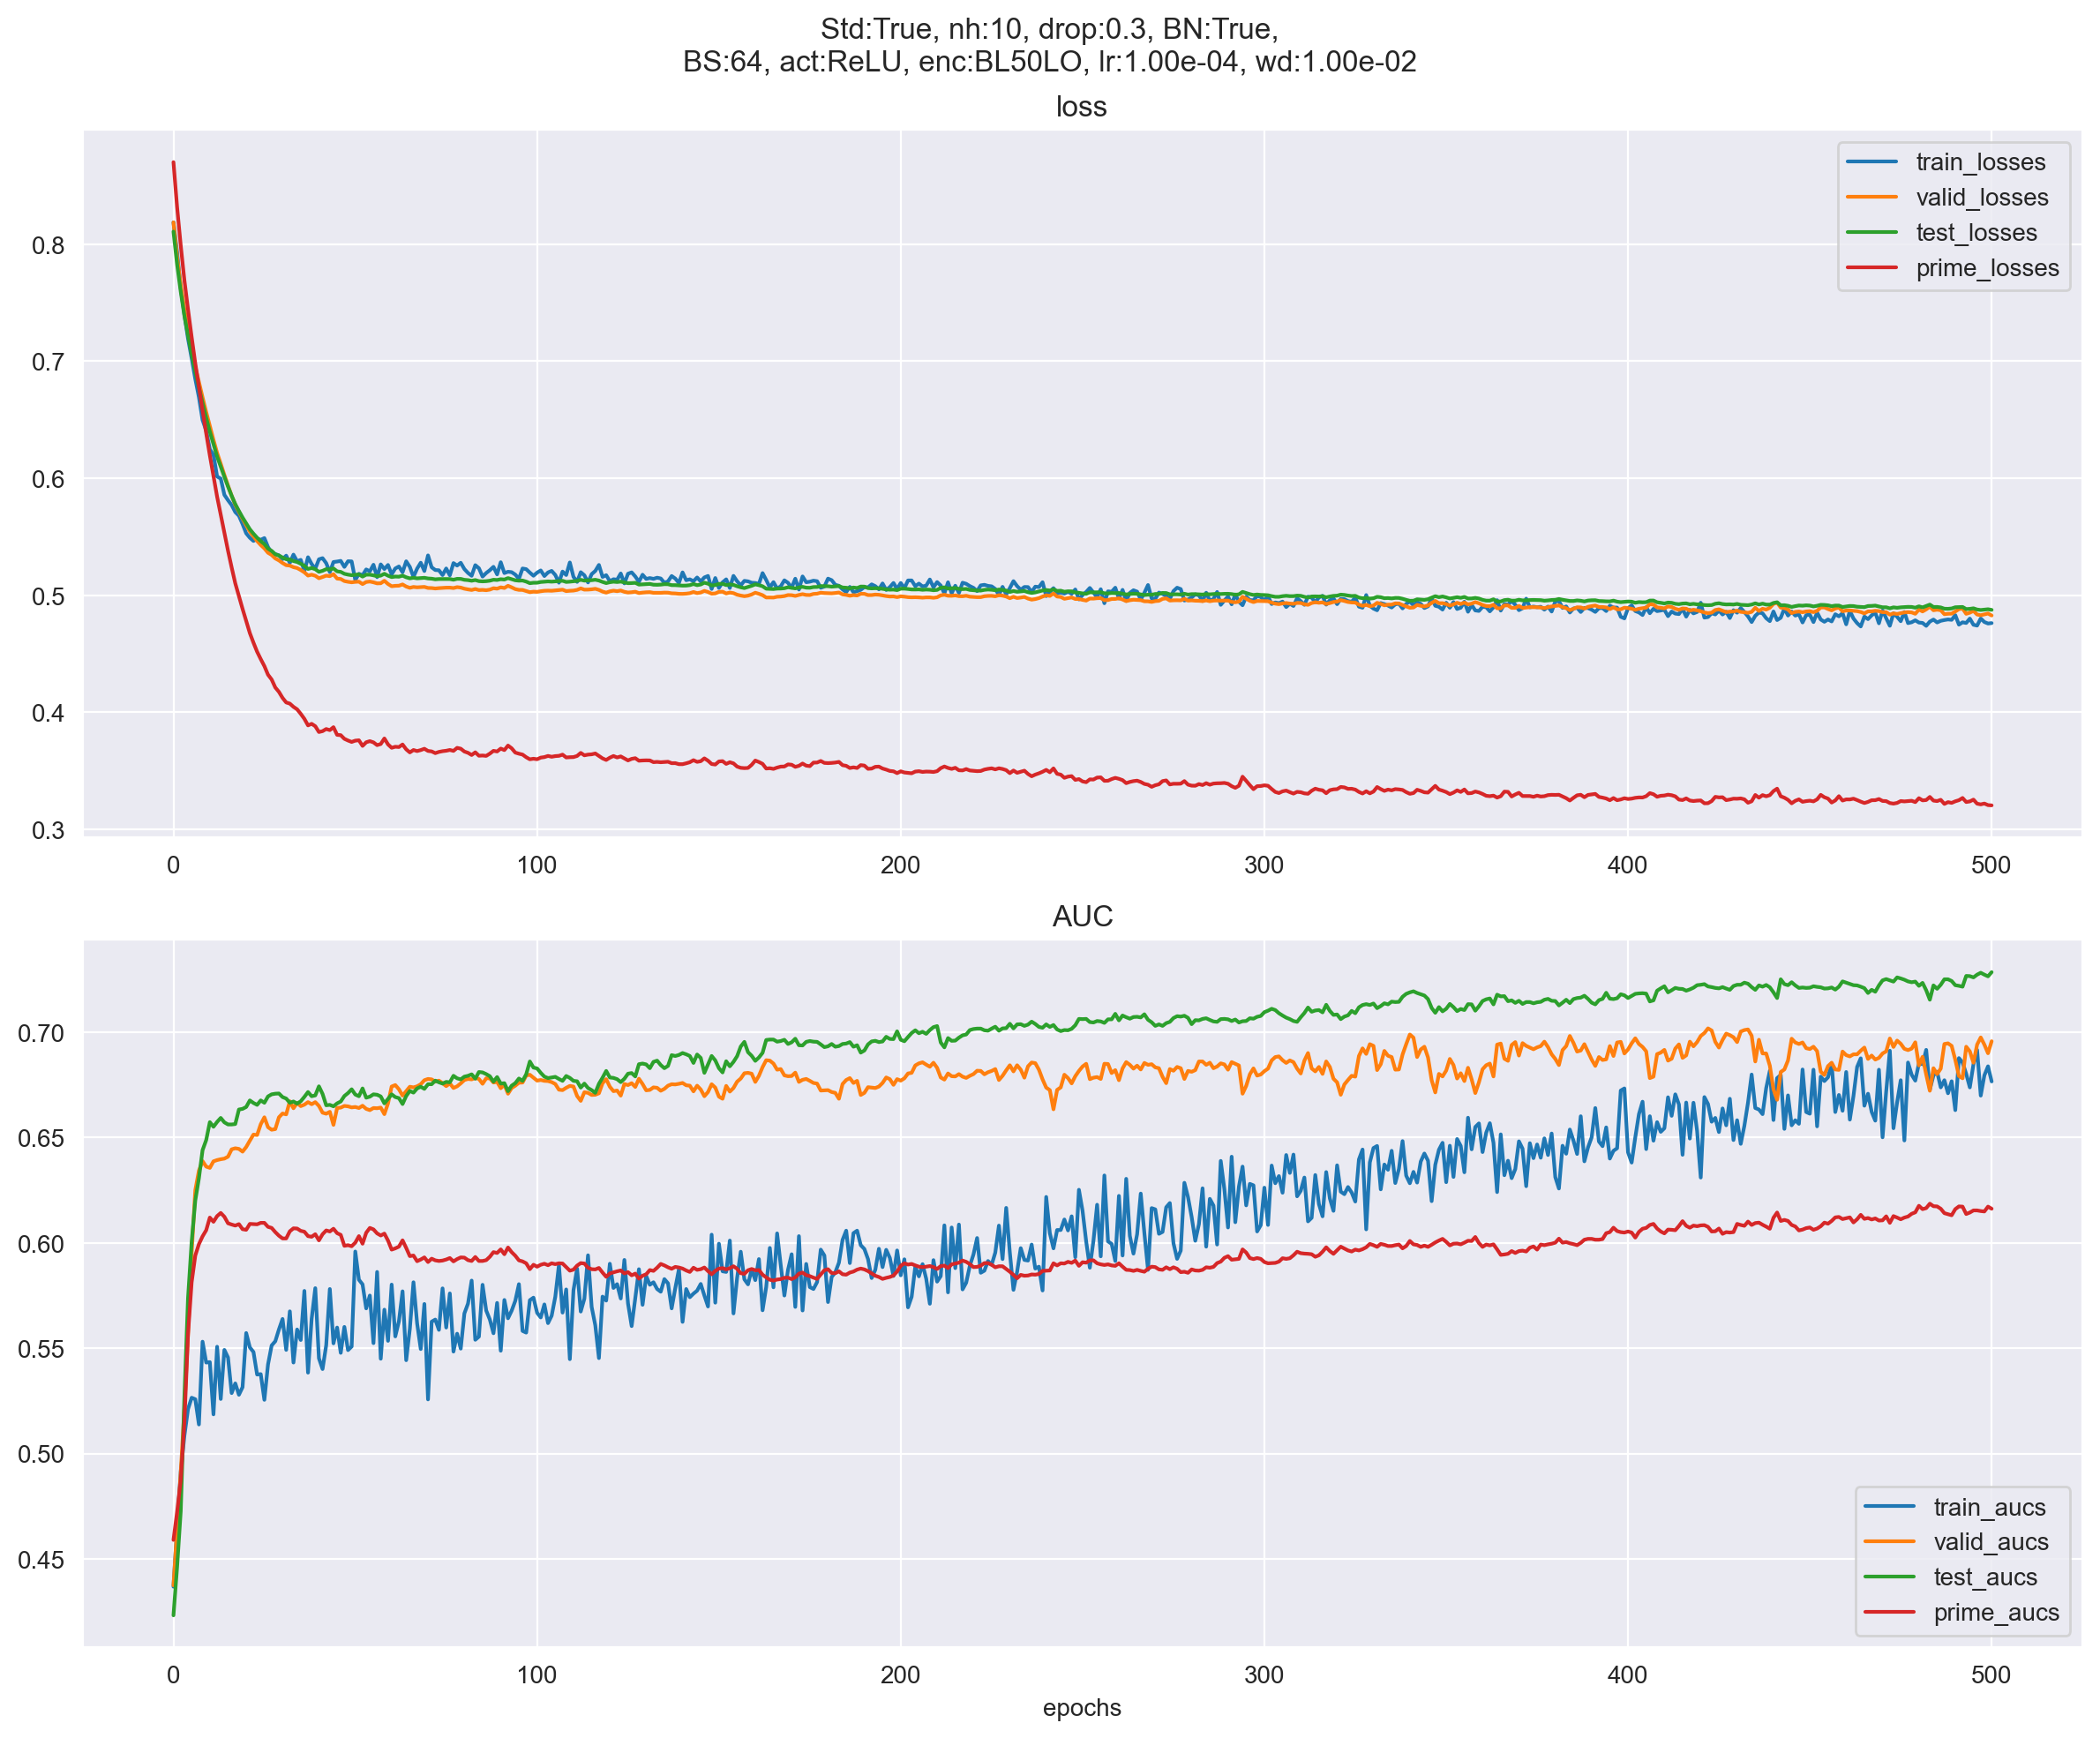 Std:True, nh:10, drop:0.3, BN:True,
BS:64, act:ReLU, enc:BL50LO, lr:1.00e-04, wd:1.00e-02
loss
train_losses
valid_losses
test_losses
prime_losses
0.8
0.7
0.6
0.5
0.4
0.3
0 100 200 300 400 500
AUC
0.70
0.65
0.60
0.55
0.50
0.45
train_aucs
valid_aucs
test_aucs
prime_aucs
0 100 200 300 400 500
epochs